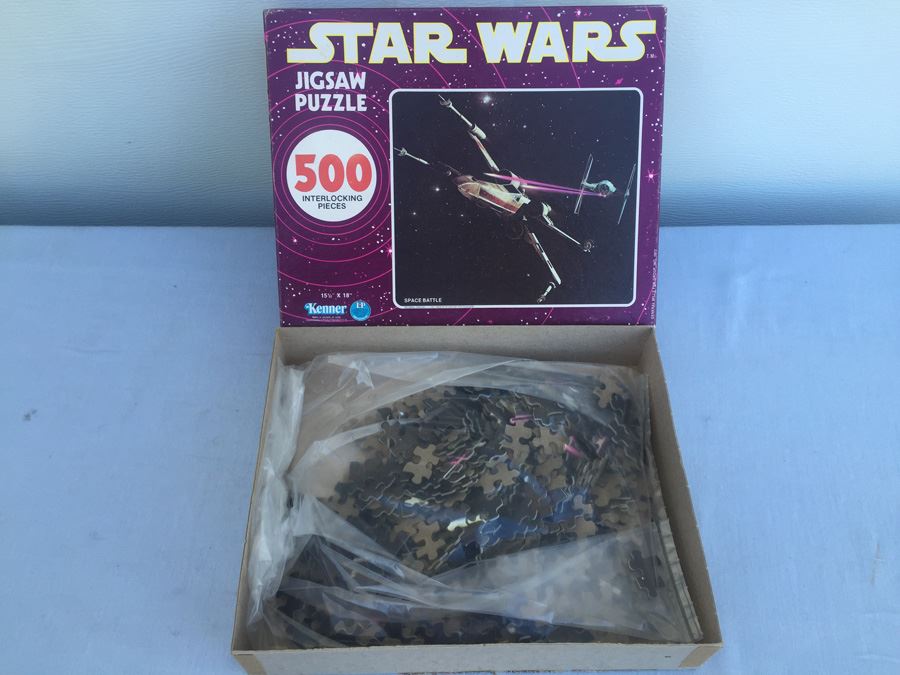 STAR WARS
T.M.
JIGSAW
PUZZLE
500
INTERLOCKING
PIECES
SPACE BATTLE
15½" X 18"
Kenner